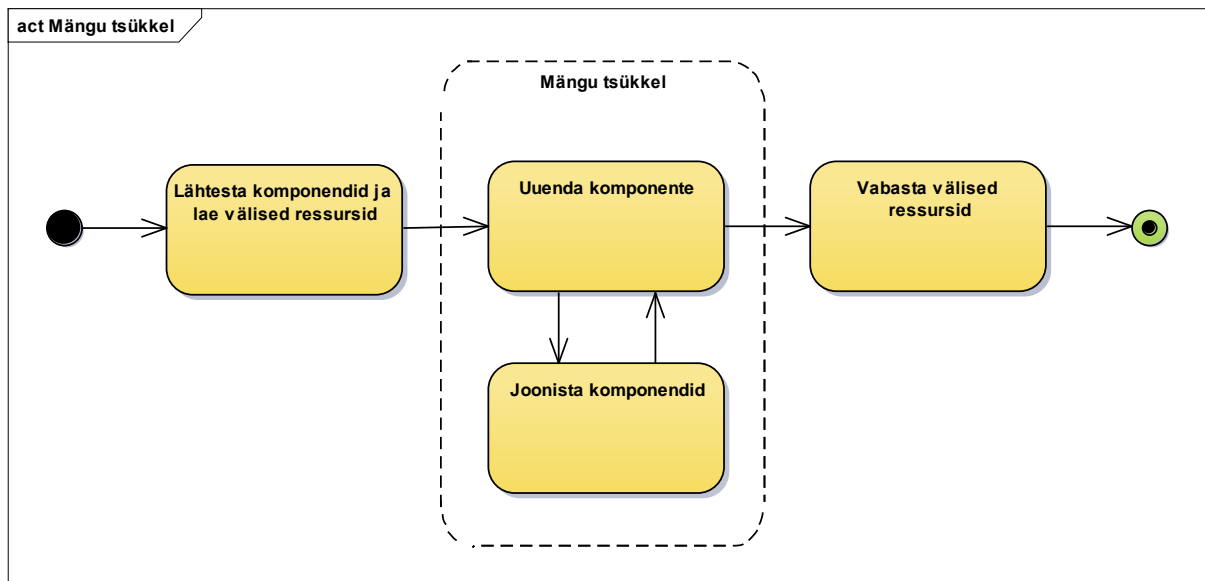 act Mängu tsükkel
Mängu tsükkel
Lähtesta komponendid ja
lae välised ressursid
Uuenda komponente
Vabasta välised
ressursid
Joonista komponendid